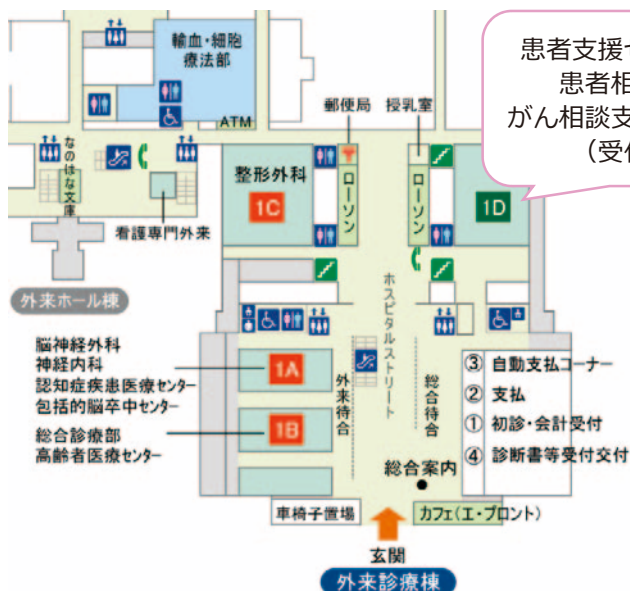 輸血・細胞
療法部
ATM
郵便局
授乳室
患者支援
患者相
がん相談支
（受付
なのはな文庫
整形外科
1C
ローソン
ローソン
1D
看護専門外来
外来ホール棟
ホスピタルストリート
脳神経外科
神経内科
認知症疾患医療センター
包括的脳卒中センター
1A
総合診療部
高齢者医療センター
1B
外来待合
総合待合
③ 自動支払コーナー
② 支払
① 初診・会計受付
④ 診断書等受付交付
総合案内
車椅子置場
カフェ(エ・プロント)
玄関
外来診療棟